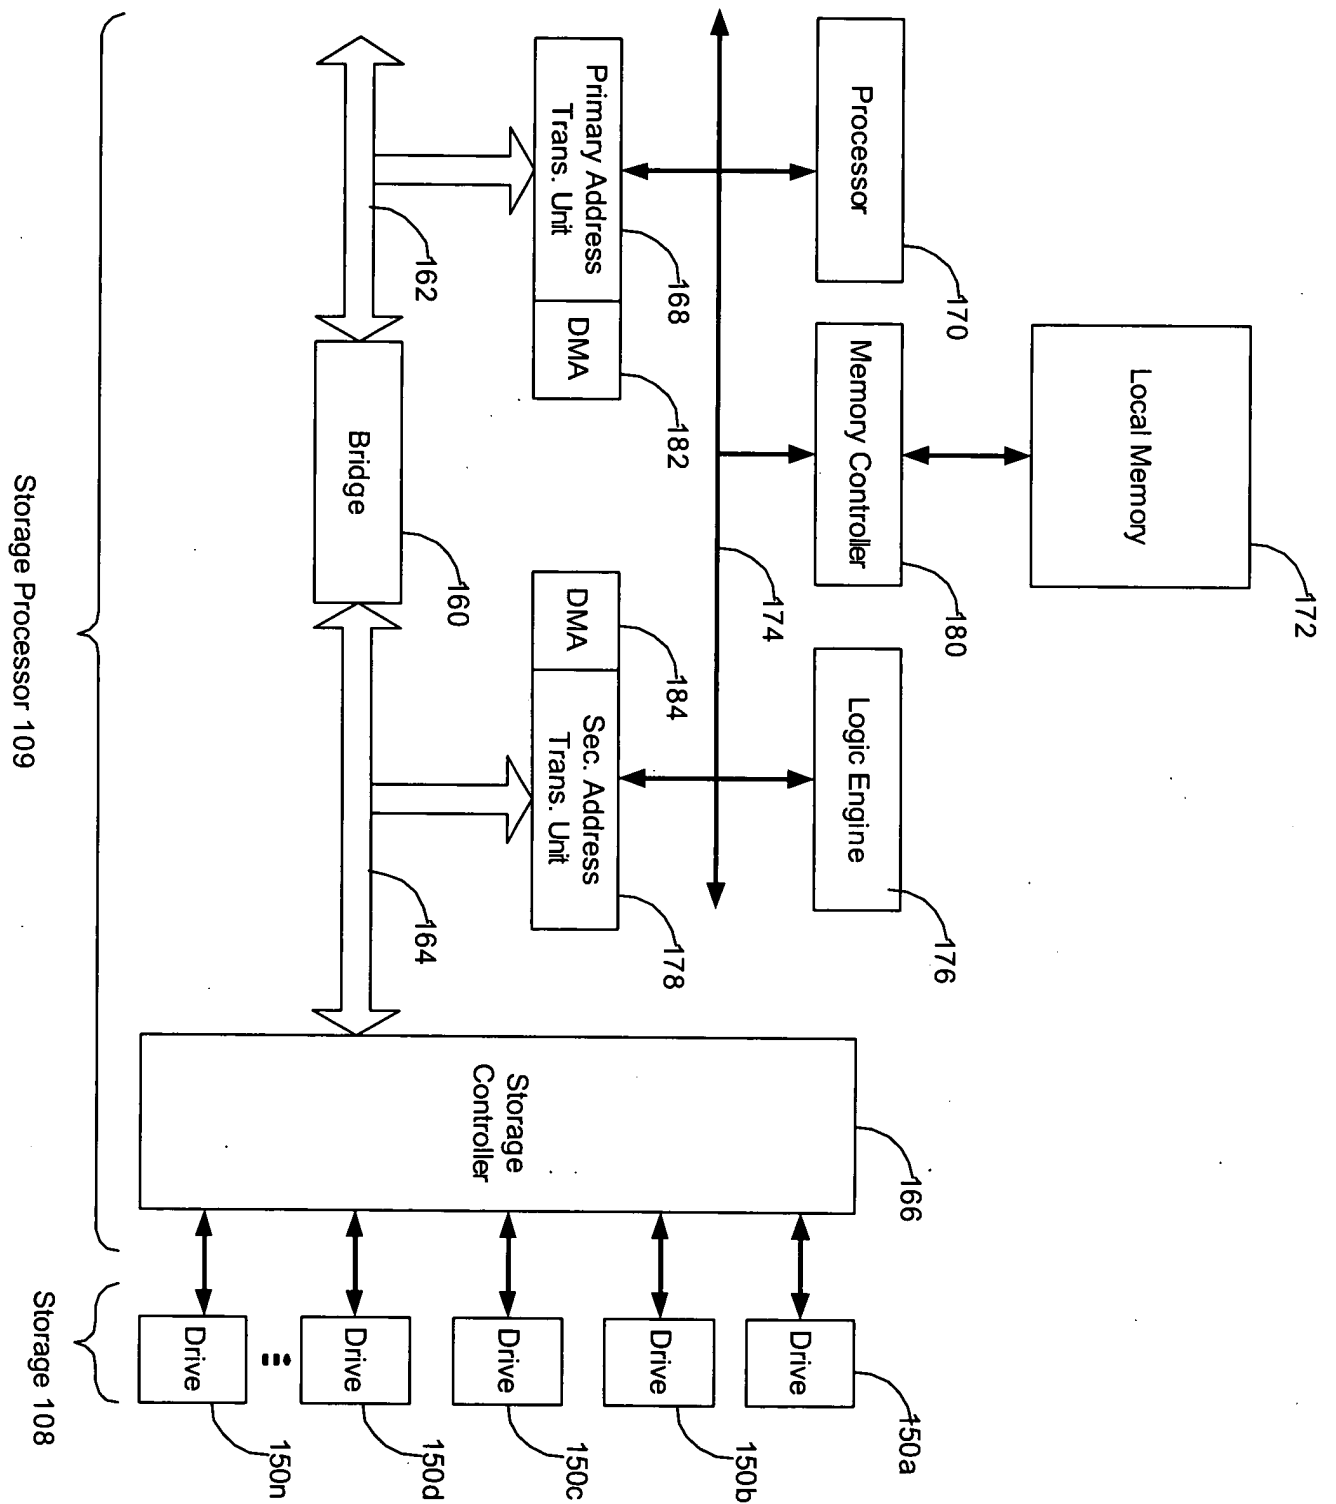 Local Memory
172
Processor
170
Memory Controller
180
Logic Engine
176
174
Primary Address
Trans. Unit
168
DMA
182
DMA
184
Sec. Address
Trans. Unit
178
162
Bridge
160
164
Storage
Controller
166
Drive
150a
Drive
150b
Drive
150c
Drive
150d
Drive
150n
Storage Processor 109
Storage 108